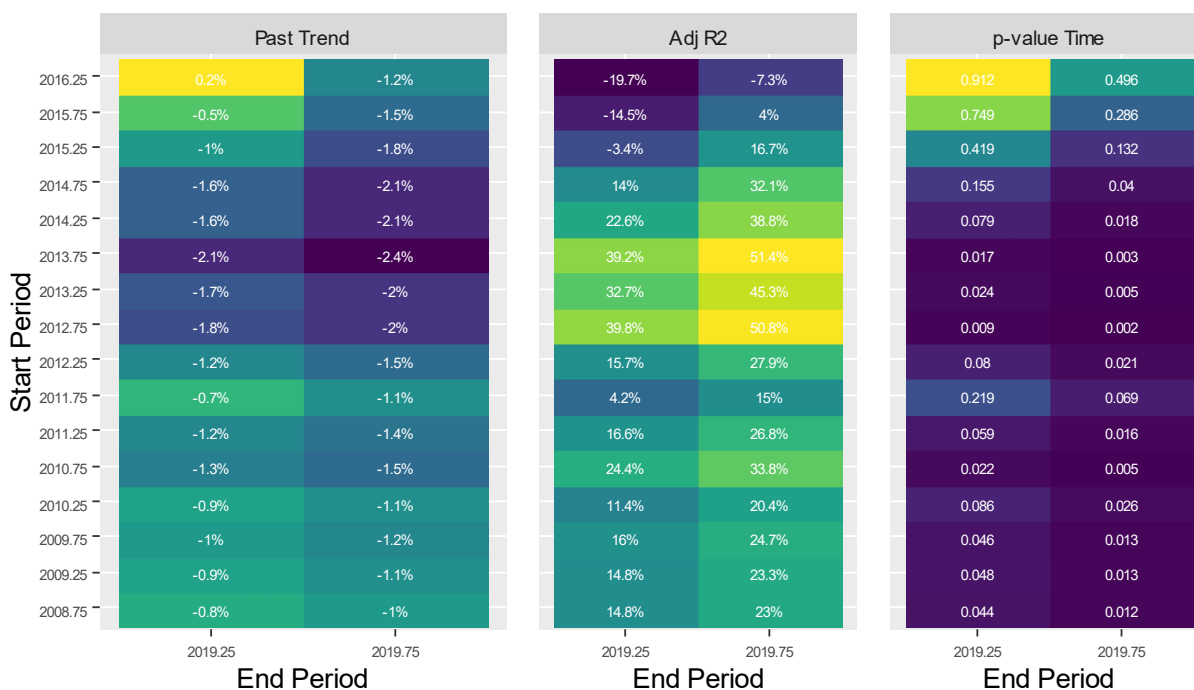 Past Trend Adj R2 p-value Time
2016.25 0.2% -1.2% -19.7% -7.3% 0.912 0.496
2015.75 -0.5% -1.5% -14.5% 4% 0.749 0.286
2015.25 -1% -1.8% -3.4% 16.7% 0.419 0.132
2014.75 -1.6% -2.1% 14% 32.1% 0.155 0.04
2014.25 -1.6% -2.1% 22.6% 38.8% 0.079 0.018
2013.75 -2.1% -2.4% 39.2% 51.4% 0.017 0.003
2013.25 -1.7% -2% 32.7% 45.3% 0.024 0.005
2012.75 -1.8% -2% 39.8% 50.8% 0.009 0.002
2012.25 -1.2% -1.5% 15.7% 27.9% 0.08 0.021
2011.75 -0.7% -1.1% 4.2% 15% 0.219 0.069
2011.25 -1.2% -1.4% 16.6% 26.8% 0.059 0.016
2010.75 -1.3% -1.5% 24.4% 33.8% 0.022 0.005
2010.25 -0.9% -1.1% 11.4% 20.4% 0.086 0.026
2009.75 -1% -1.2% 16% 24.7% 0.046 0.013
2009.25 -0.9% -1.1% 14.8% 23.3% 0.048 0.013
2008.75 -0.8% -1% 14.8% 23% 0.044 0.012
Start Period
2019.25 2019.75 2019.25 2019.75 2019.25 2019.75
End Period End Period End Period